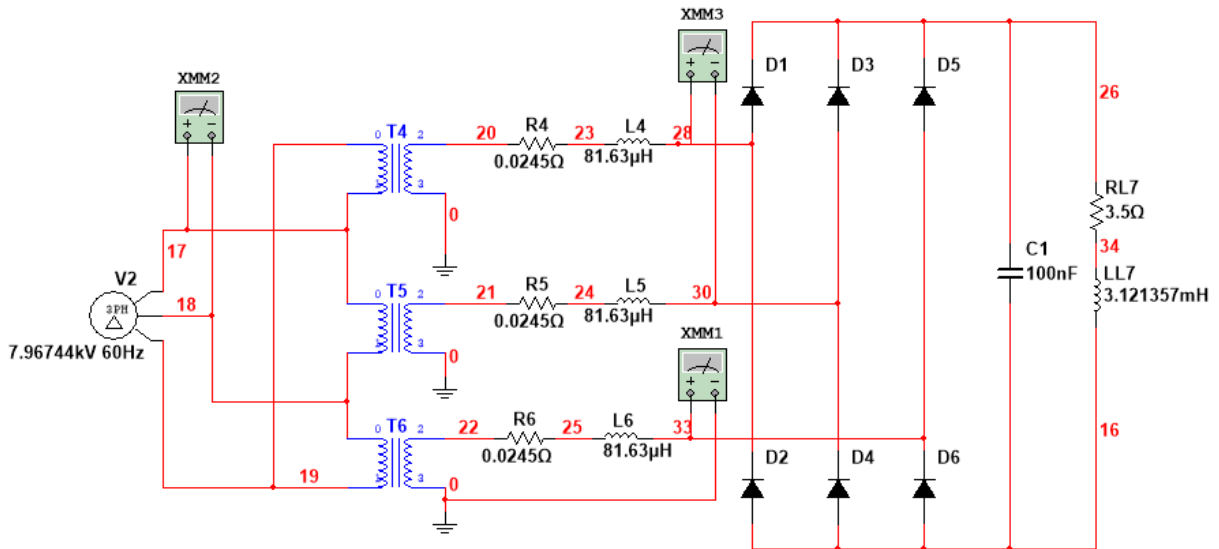 XMM3
D1
D3
D5
XMM2
+ −
+ −
26
T4
0
2
20
R4
23
L4
28
0.0245Ω
81.63µH
1
3
RL7
3.5Ω
0
17
34
C1
100nF
LL7
3.121357mH
V2
3PH
18
T5
0
2
21
R5
24
L5
30
0.0245Ω
81.63µH
7.96744kV 60Hz
1
3
XMM1
0
+ −
T6
0
2
22
R6
25
L6
33
0.0245Ω
81.63µH
16
19
1
3
0
D2
D4
D6